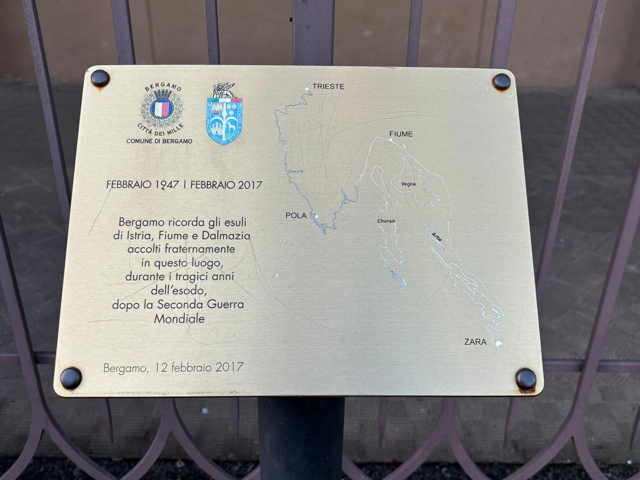 BERGAMO
CITTÀ DEI MILLE
COMUNE DI BERGAMO
FEBBRAIO 1947 | FEBBRAIO 2017
Bergamo ricorda gli esuli
di Istria, Fiume e Dalmazia
accolti fraternamente
in questo luogo,
durante i tragici anni
dell'esodo,
dopo la Seconda Guerra
Mondiale
Bergamo, 12 febbraio 2017
TRIESTE
FIUME
Veglia
POLA
Cherso
Arbe
ZARA